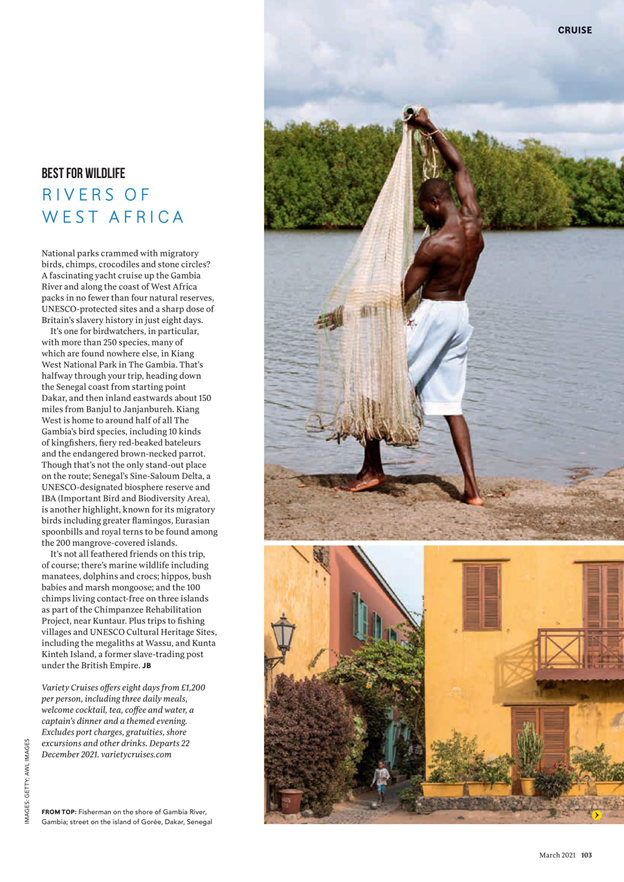 CRUISE
BEST FOR WILDLIFE
RIVERS OF
WEST AFRICA
National parks crammed with migratory
birds, chimps, crocodiles and stone circles?
A fascinating yacht cruise up the Gambia
River and along the coast of West Africa
packs in no fewer than four natural reserves,
UNESCO-protected sites and a sharp dose of
Britain's slavery history in just eight days.
It's one for birdwatchers, in particular,
with more than 250 species, many of
which are found nowhere else, in Kiang
West National Park in The Gambia. That's
halfway through your trip, heading down
the Senegal coast from starting point
Dakar, and then inland eastwards about 150
miles from Banjul to Janjanbureh. Kiang
West is home to around half of all The
Gambia's bird species, including 10 kinds
of kingfishers, fiery red-beaked bateleurs
and the endangered brown-necked parrot.
Though that's not the only stand-out place
on the route; Senegal's Sine-Saloum Delta, a
UNESCO-designated biosphere reserve and
IBA (Important Bird and Biodiversity Area),
is another highlight, known for its migratory
birds including greater flamingos, Eurasian
spoonbills and royal terns to be found among
the 200 mangrove-covered islands.
It's not all feathered friends on this trip,
of course; there's marine wildlife including
manatees, dolphins and crocs; hippos, bush
babies and marsh mongoose; and the 100
chimps living contact-free on three islands
as part of the Chimpanzee Rehabilitation
Project, near Kuntaur. Plus trips to fishing
villages and UNESCO Cultural Heritage Sites,
including the megaliths at Wassu, and Kunta
Kinteh Island, a former slave-trading post
under the British Empire. JB
Variety Cruises offers eight days from £1,200
per person, including three daily meals,
welcome cocktail, tea, coffee and water, a
captain's dinner and a themed evening.
Excludes port charges, gratuities, shore
excursions and other drinks. Departs 22
December 2021. varietycruises.com
IMAGES: GETTY; AWL IMAGES
FROM TOP: Fisherman on the shore of Gambia River,
Gambia; street on the island of Gorée, Dakar, Senegal
March 2021 103